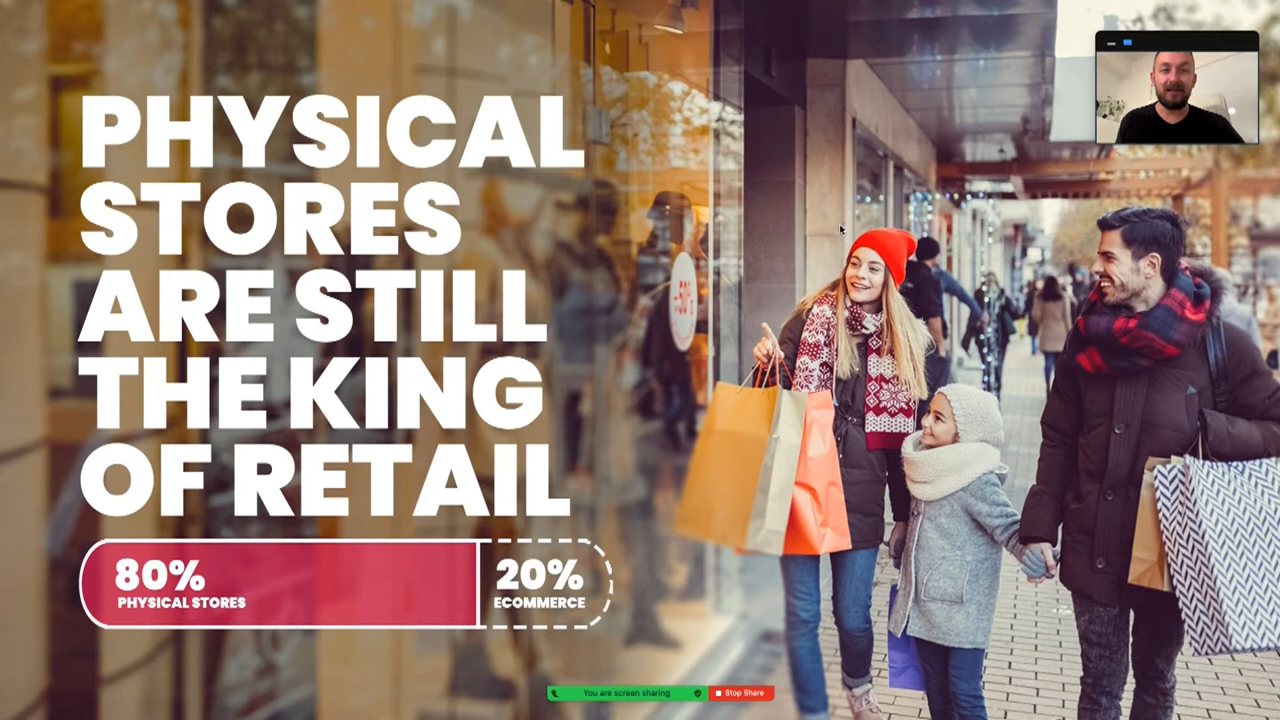 PHYSICAL
STORES
ARE STILL
THE KING
OF RETAIL
80%
PHYSICAL STORES
20%
ECOMMERCE
-50%
You are screen sharing
Stop Share